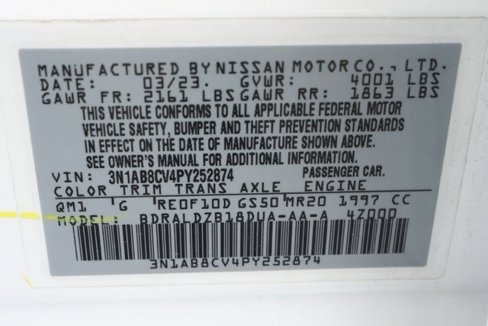 MANUFACTURED BY NISSAN MOTOR CO., LTD.
DATE: 03/23 GVWR: 4001 LBS
GAWR FR: 2161 LBS GAWR RR: 1863 LBS
THIS VEHICLE CONFORMS TO ALL APPLICABLE FEDERAL MOTOR
VEHICLE SAFETY, BUMPER AND THEFT PREVENTION STANDARDS
IN EFFECT ON THE DATE OF MANUFACTURE SHOWN ABOVE.
SEE OWNER'S MANUAL FOR ADDITIONAL INFORMATION.
VIN: 3N1AB8CV4PY252874 PASSENGER CAR.
COLOR TRIM TRANS AXLE ENGINE
QM1 G RE0F10D GS50 MR20 1997 CC
MODEL: BDRALDZB18DUA-AA-A 4Z000
3N1AB8CV4PY252874